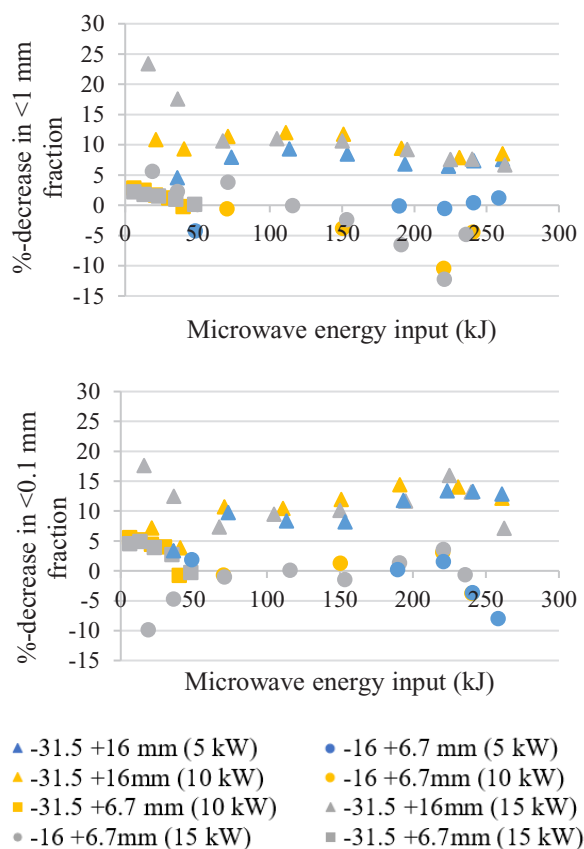 30
25
20
15
10
5
0
-5
-10
-15
%-decrease in <1 mm
fraction
0 50 100 150 200 250 300
Microwave energy input (kJ)
30
25
20
15
10
5
0
-5
-10
-15
%-decrease in <0.1 mm
fraction
0 50 100 150 200 250 300
Microwave energy input (kJ)
-31.5 +16 mm (5 kW) -16 +6.7 mm (5 kW)
-31.5 +16mm (10 kW) -16 +6.7mm (10 kW)
-31.5 +6.7 mm (10 kW) -31.5 +16mm (15 kW)
-16 +6.7mm (15 kW) -31.5 +6.7mm (15 kW)